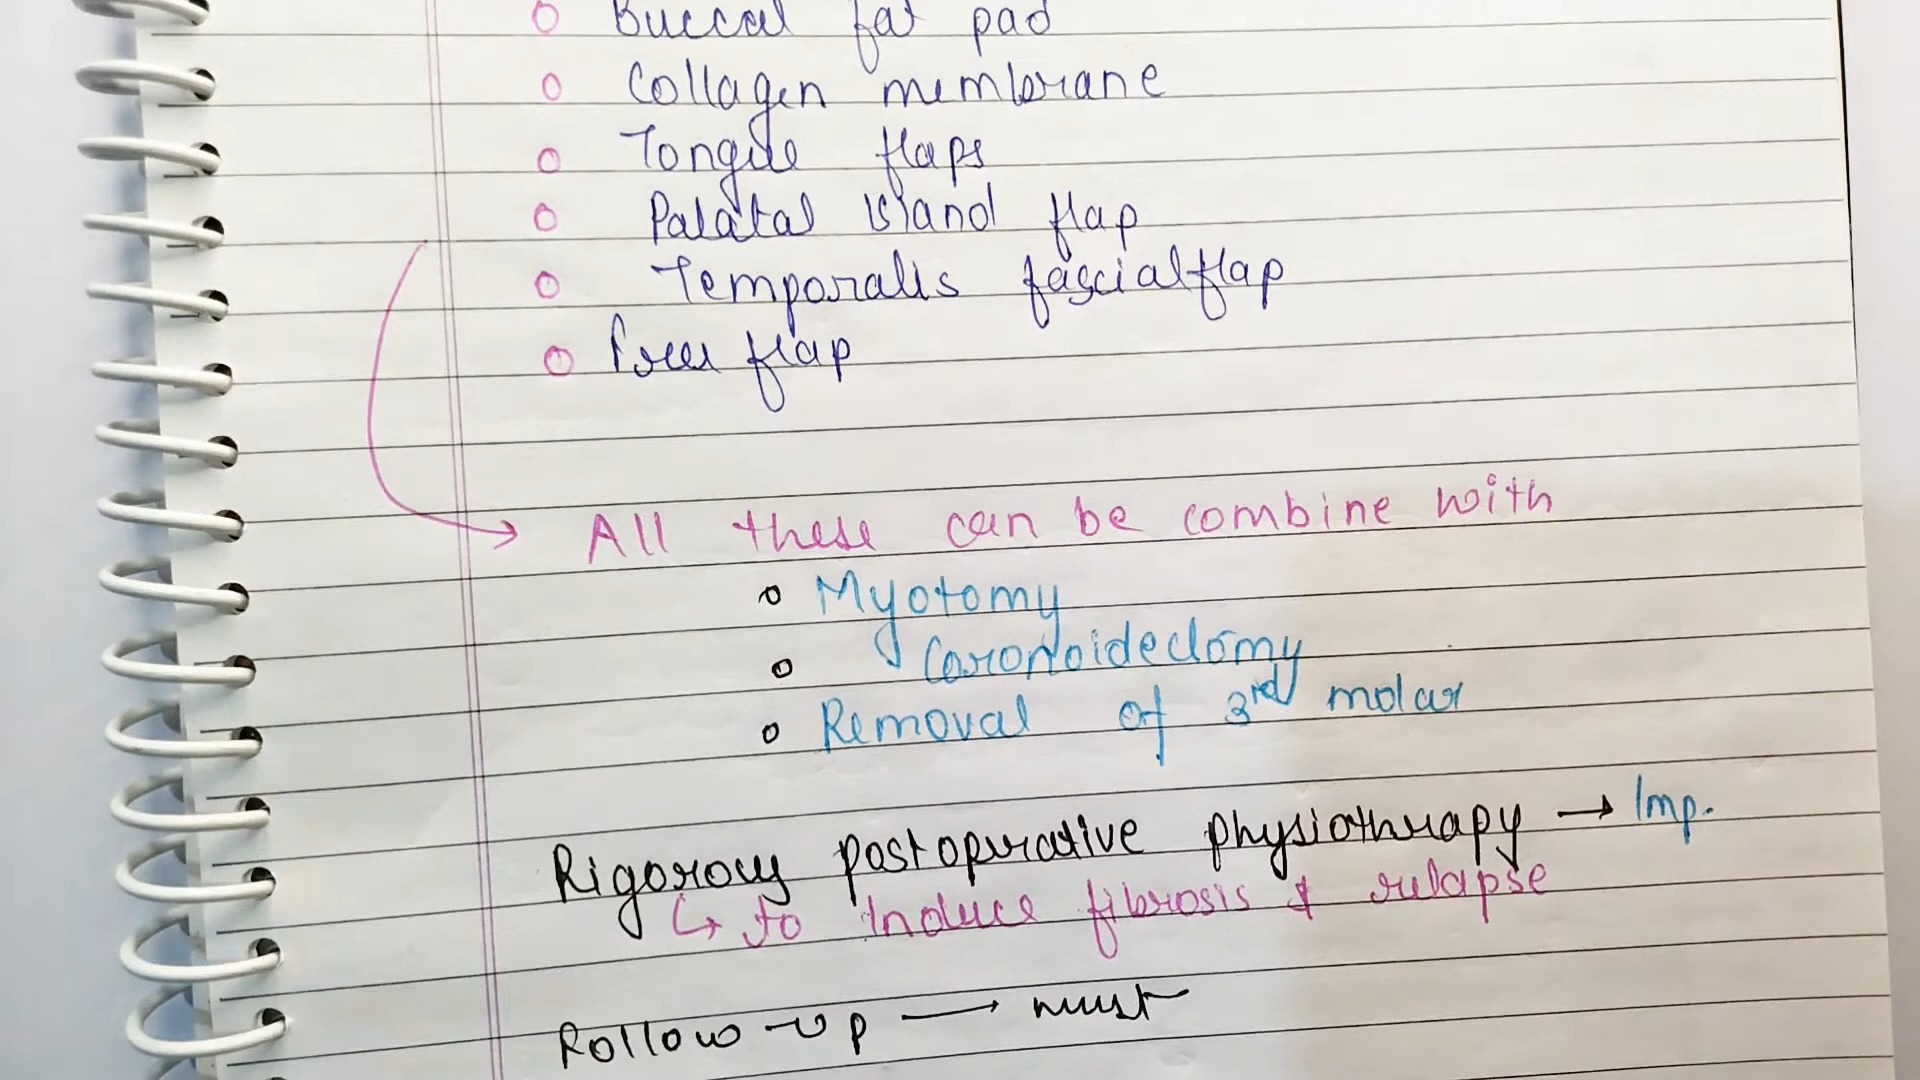 Buccal fat pad
Collagen membrane
Tongue flaps
Palatal island flap
Temporalis fascial flap
Free flap
All these can be combine with
Myotomy
Coronoidectomy
Removal of 3rd molar
Rigorous postoperative physiotherapy → Imp.
↳ to induce fibrosis & relapse
Follow-up → must